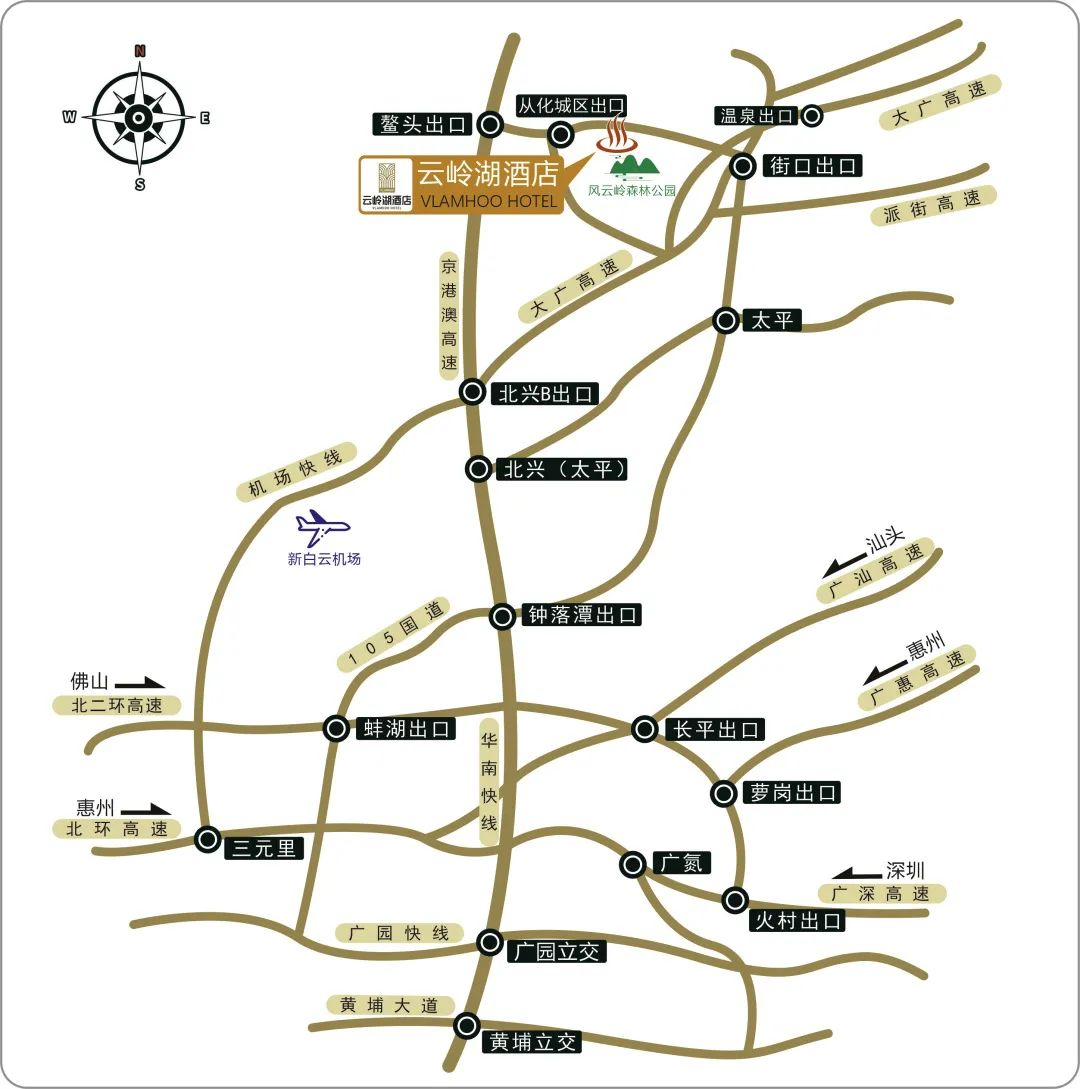 N
W
E
S
鳌头出口
从化城区出口
温泉出口
大广高速
街口出口
云岭湖酒店
VLAMHOO HOTEL
云岭湖酒店
VLAMHOO HOTEL
风云岭森林公园
派街高速
京港澳高速
大广高速
太平
北兴B出口
机场快线
北兴（太平）
新白云机场
汕头
广汕高速
105国道
钟落潭出口
惠州
广惠高速
佛山
北二环高速
蚌湖出口
华南快线
长平出口
萝岗出口
惠州
北环高速
三元里
广氮
深圳
广深高速
火村出口
广园快线
广园立交
黄埔大道
黄埔立交